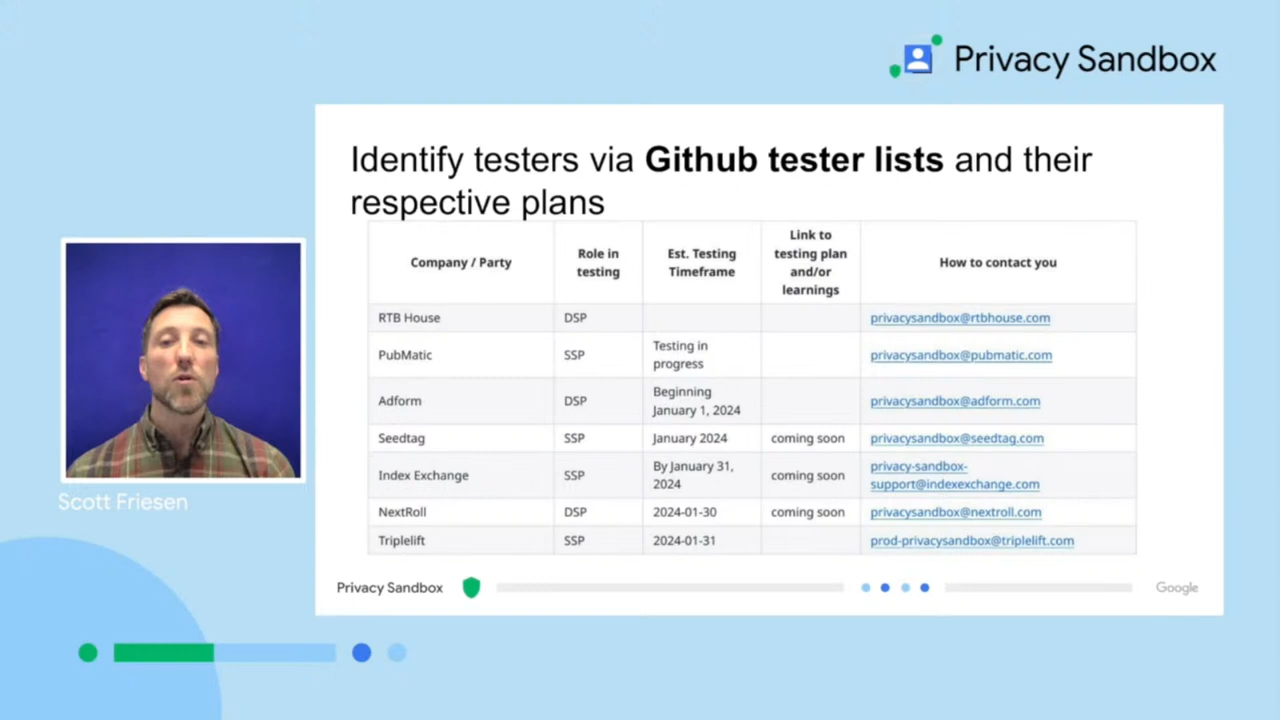 Privacy Sandbox
Identify testers via Github tester lists and their
respective plans
Company / Party
Role in
testing
Est. Testing
Timeframe
Link to
testing plan
and/or
learnings
How to contact you
RTB House
DSP
privacysandbox@rtbhouse.com
PubMatic
SSP
Testing in
progress
privacysandbox@pubmatic.com
Adform
DSP
Beginning
January 1, 2024
privacysandbox@adform.com
Seedtag
SSP
January 2024
coming soon
privacysandbox@seedtag.com
Index Exchange
SSP
By January 31,
2024
coming soon
privacy-sandbox-
support@indexexchange.com
NextRoll
DSP
2024-01-30
coming soon
privacysandbox@nextroll.com
Triplelift
SSP
2024-01-31
prod-privacysandbox@triplelift.com
Scott Friesen
Privacy Sandbox
Google